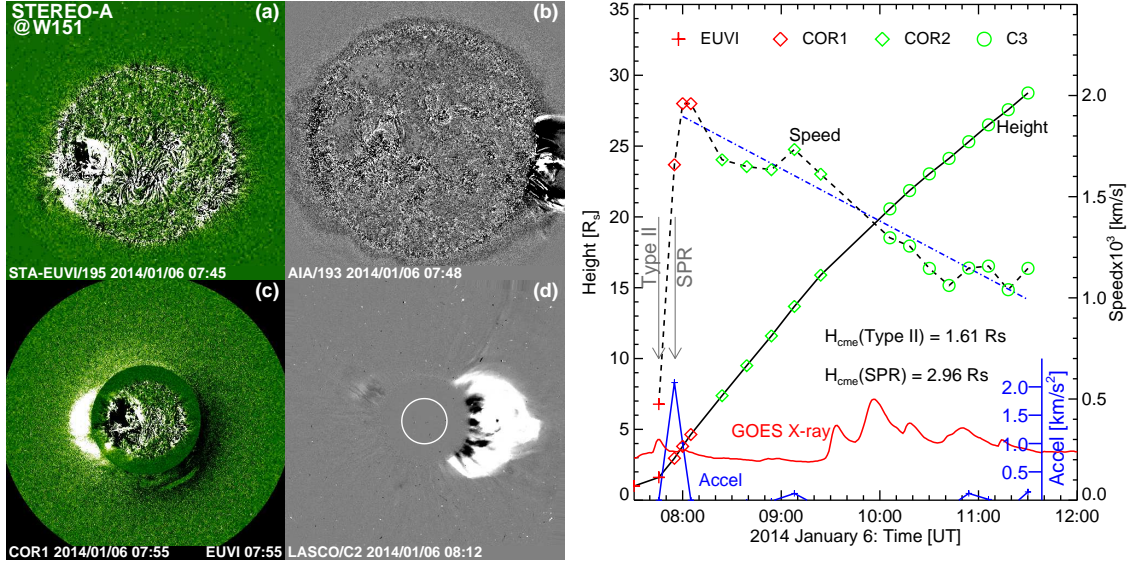 STEREO-A
@W151
(a)
STA-EUVI/195 2014/01/06 07:45
(b)
AIA/193 2014/01/06 07:48
(c)
COR1 2014/01/06 07:55 EUVI 07:55
(d)
LASCO/C2 2014/01/06 08:12
EUVI COR1 COR2 C3
Speed
Height
Type II
SPR
Hcme(Type II) = 1.61 Rs
Hcme(SPR) = 2.96 Rs
GOES X-ray
Accel
Height [Rs]
35
30
25
20
15
10
5
0
Speedx10³ [km/s]
2.0
1.5
1.0
0.5
0.0
Accel [km/s²]
2.0
1.5
1.0
0.5
08:00 09:00 10:00 11:00 12:00
2014 January 6: Time [UT]